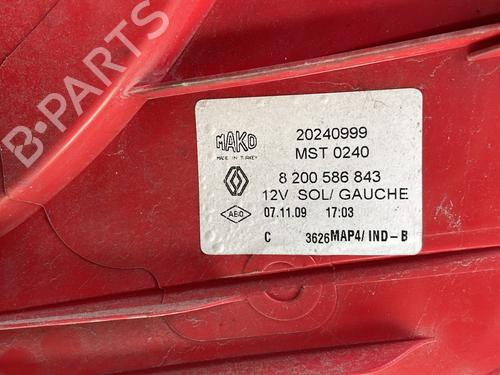 MAKO
MADE IN TURKEY
20240999
MST 0240
8 200 586 843
12V SOL/ GAUCHE
AEO
07.11.09 17:03
C 3626MAP4/ IND-B
B-PARTS